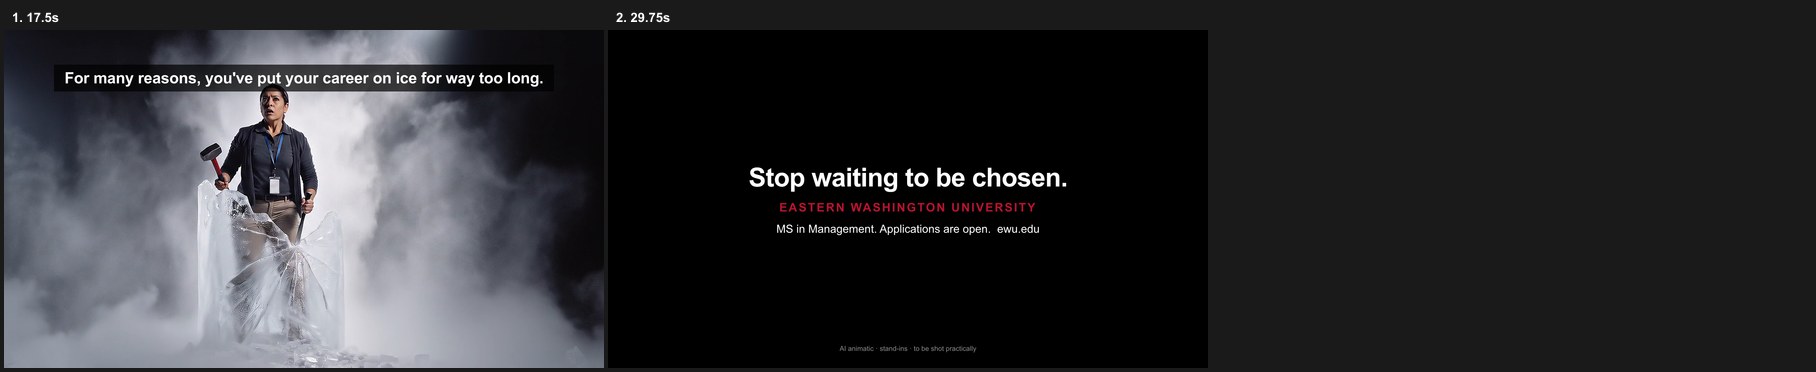 1. 17.5s
For many reasons, you've put your career on ice for way too long.
2. 29.75s
Stop waiting to be chosen.
EASTERN WASHINGTON UNIVERSITY
MS in Management. Applications are open. ewu.edu
AI animatic · stand-ins · to be shot practically